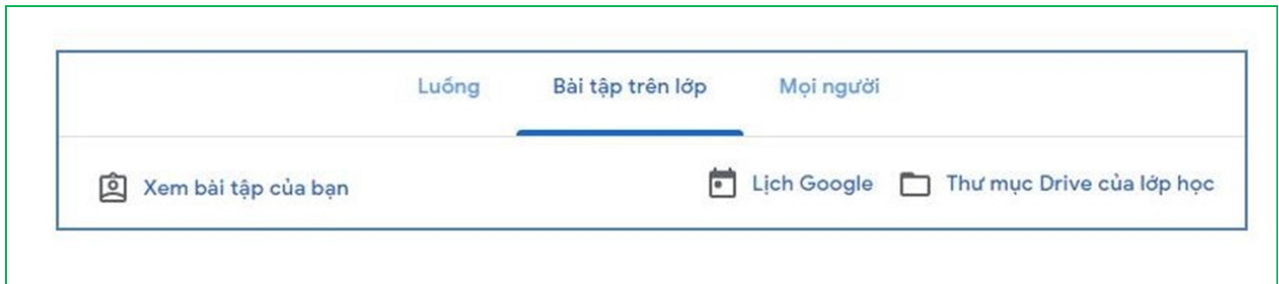 Luồng Bài tập trên lớp Mọi người
Xem bài tập của bạn Lịch Google Thư mục Drive của lớp học